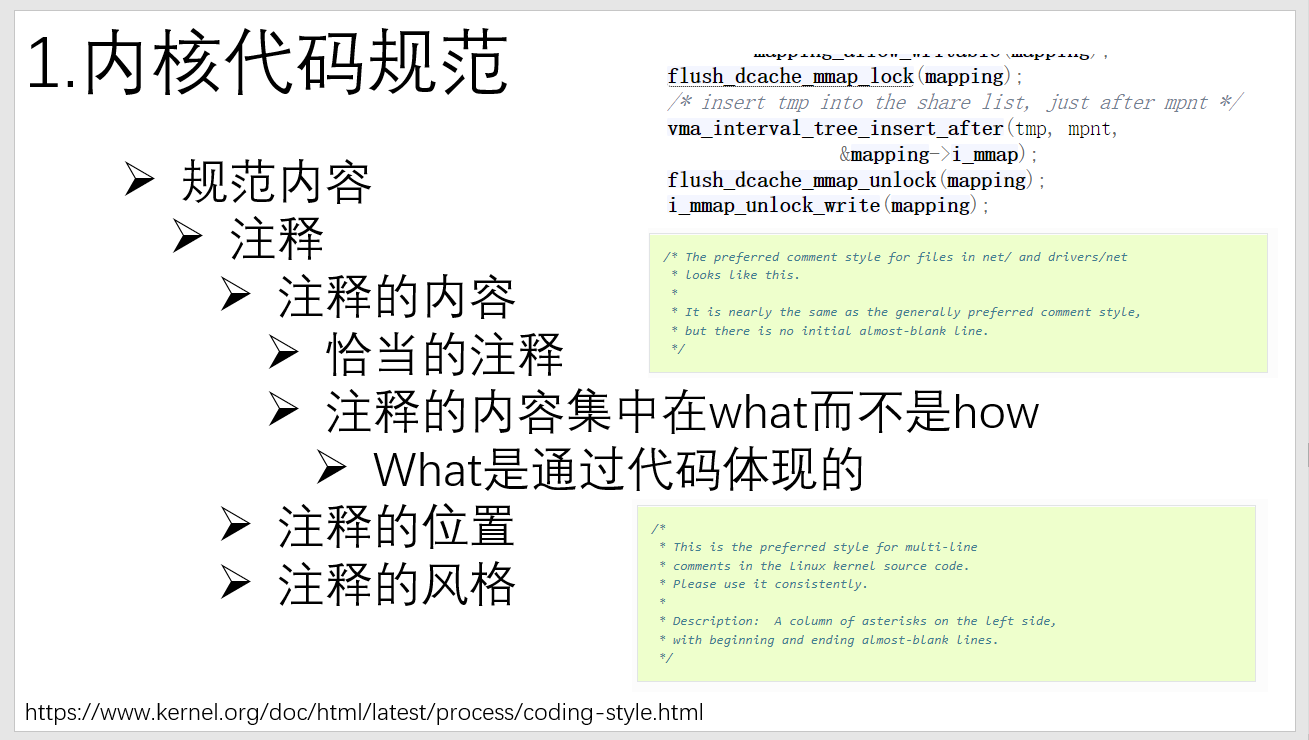 1.内核代码规范
规范内容
注释
注释的内容
恰当的注释
注释的内容集中在what而不是how
What是通过代码体现的
注释的位置
注释的风格
mapping_allow_writable(mapping);
flush_dcache_mmap_lock(mapping);
/* insert tmp into the share list, just after mpnt */
vma_interval_tree_insert_after(tmp, mpnt,
&mapping->i_mmap);
flush_dcache_mmap_unlock(mapping);
i_mmap_unlock_write(mapping);
/* The preferred comment style for files in net/ and drivers/net
* looks like this.
*
* It is nearly the same as the generally preferred comment style,
* but there is no initial almost-blank line.
*/
/*
* This is the preferred style for multi-line
* comments in the Linux kernel source code.
* Please use it consistently.
*
* Description:  A column of asterisks on the left side,
* with beginning and ending almost-blank lines.
*/
https://www.kernel.org/doc/html/latest/process/coding-style.html